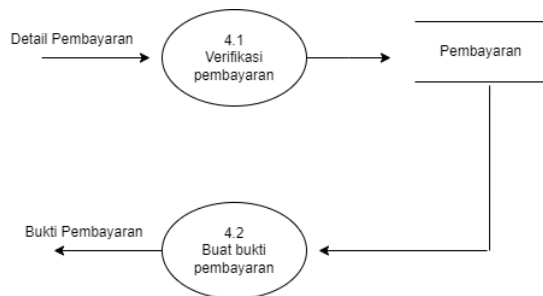 Detail Pembayaran
4.1
Verifikasi
pembayaran
Pembayaran
Bukti Pembayaran
4.2
Buat bukti
pembayaran